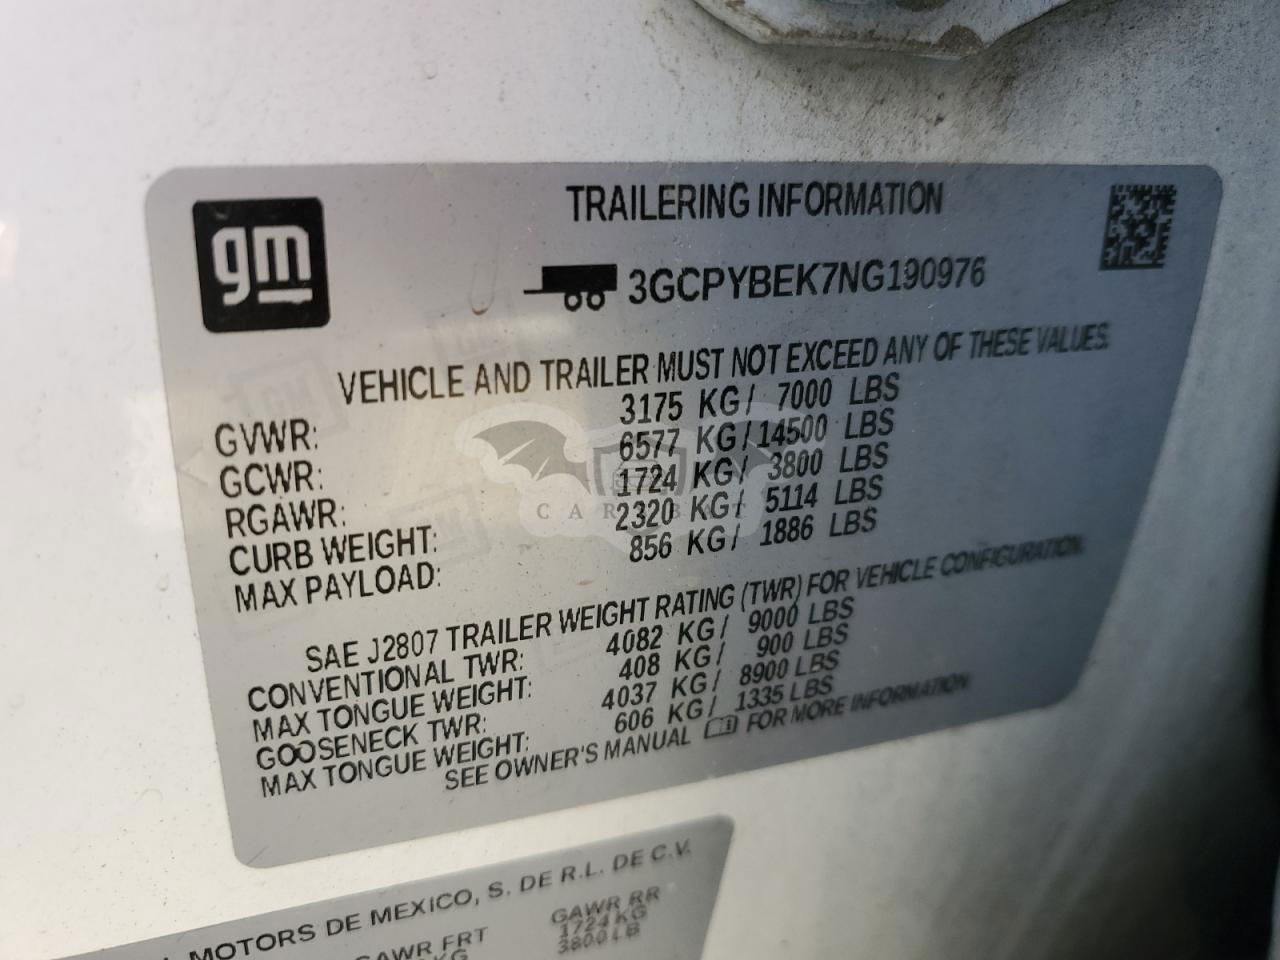 gm
TRAILERING INFORMATION
3GCPYBEK7NG190976
VEHICLE AND TRAILER MUST NOT EXCEED ANY OF THESE VALUES.
GVWR: 3175 KG/ 7000 LBS
GCWR: 6577 KG/14500 LBS
RGAWR: 1724 KG/ 3800 LBS
CURB WEIGHT: 2320 KG/ 5114 LBS
MAX PAYLOAD: 856 KG/ 1886 LBS
SAE J2807 TRAILER WEIGHT RATING (TWR) FOR VEHICLE CONFIGURATION.
CONVENTIONAL TWR: 4082 KG/ 9000 LBS
MAX TONGUE WEIGHT: 408 KG/ 900 LBS
GOOSENECK TWR: 4037 KG/ 8900 LBS
MAX TONGUE WEIGHT: 606 KG/ 1335 LBS
SEE OWNER'S MANUAL FOR MORE INFORMATION
MOTORS DE MEXICO, S. DE R.L. DE C.V.
GAWR FRT GAWR RR
KG 1724 KG
3800 LB